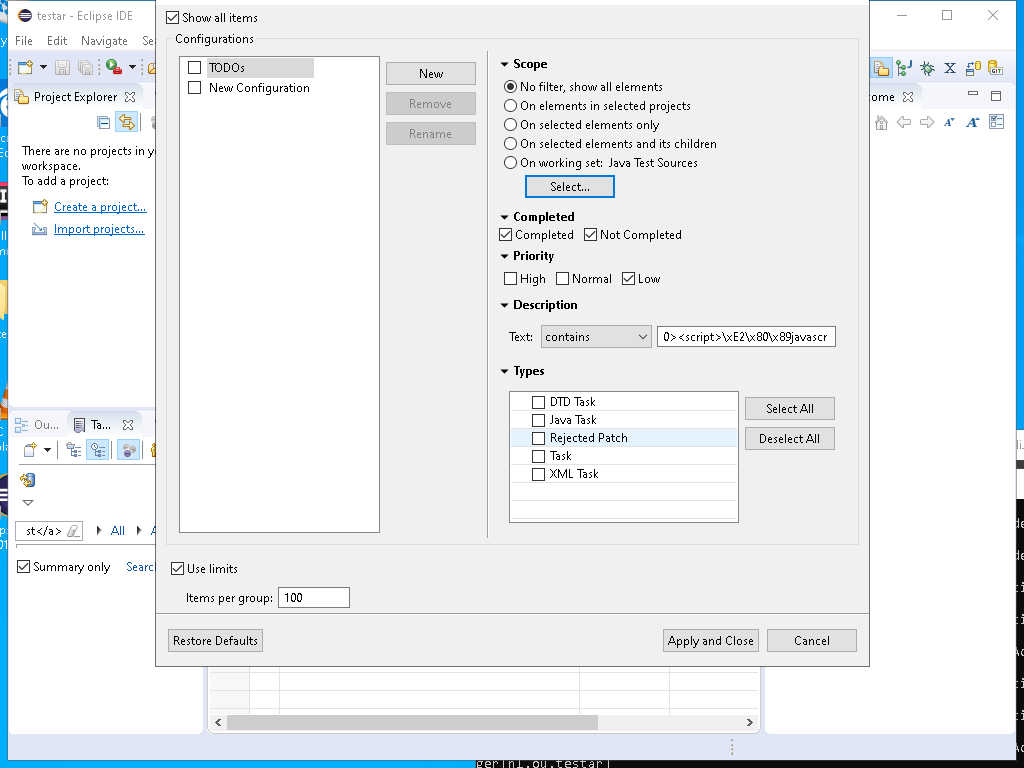 testar - Eclipse IDE
File Edit Navigate Se
Project Explorer
There are no projects in y
workspace.
To add a project:
Create a project...
Import projects...
Ou...
Ta...
st</a>
All
Summary only
Searc
Show all items
Configurations
TODOs
New Configuration
New
Remove
Rename
Scope
No filter, show all elements
On elements in selected projects
On selected elements only
On selected elements and its children
On working set: Java Test Sources
Select...
Completed
Completed Not Completed
Priority
High Normal Low
Description
Text: contains 0><script>\xE2\x80\x89javascr
Types
DTD Task
Java Task
Rejected Patch
Task
XML Task
Select All
Deselect All
Use limits
Items per group: 100
Restore Defaults
Apply and Close
Cancel
ome
ger[nl.ou.testar]